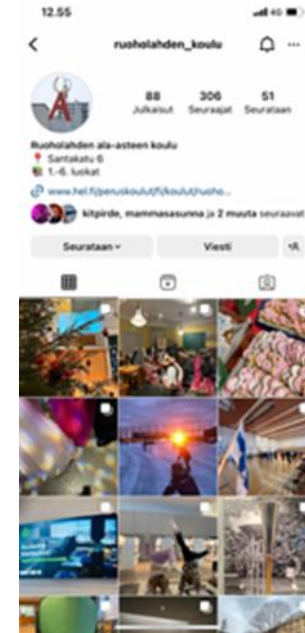 12.55
ruoholahden_koulu
88 306 51
Julkaisut Seuraajat Seurataan
Ruoholahden ala-asteen koulu
Santakatu 6
1.-6. luokat
www.hel.fi/peruskoulut/fi/koulut/ruoho...
kitpirde, mammasasunna ja 2 muuta seuraavat
Seurataan Viesti